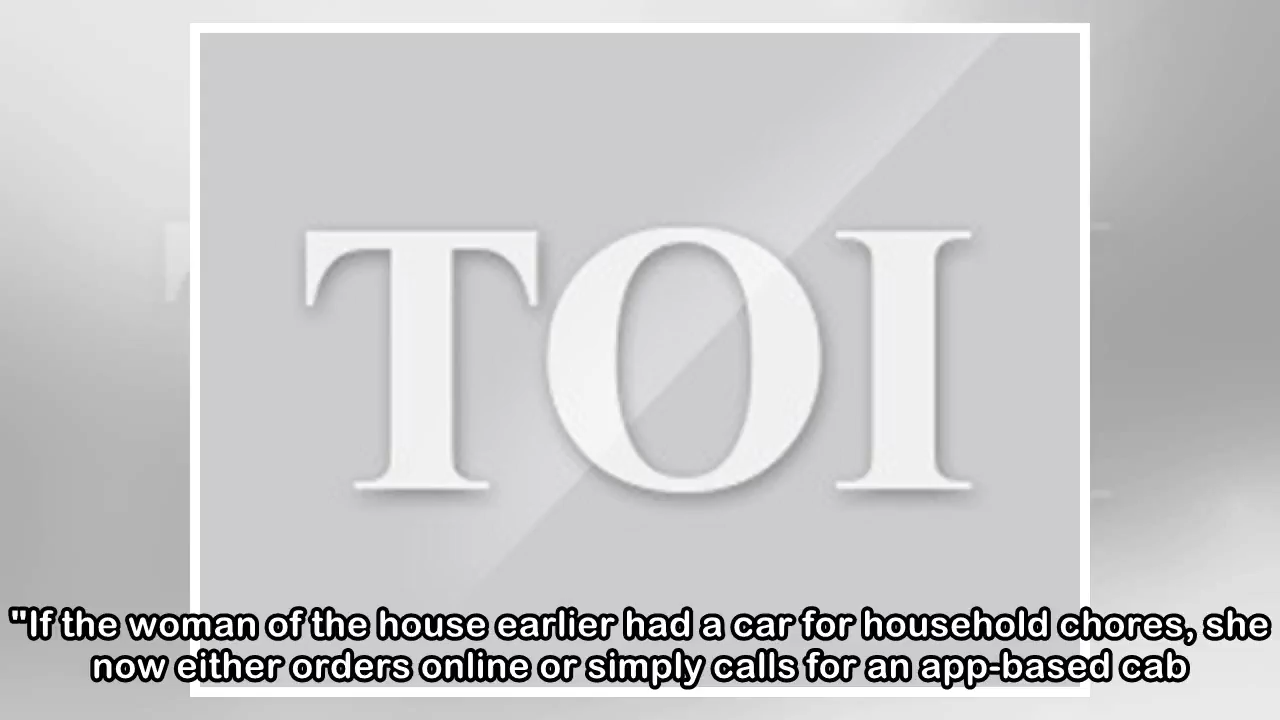 TOI
"If the woman of the house earlier had a car for household chores, she
now either orders online or simply calls for an app-based cab